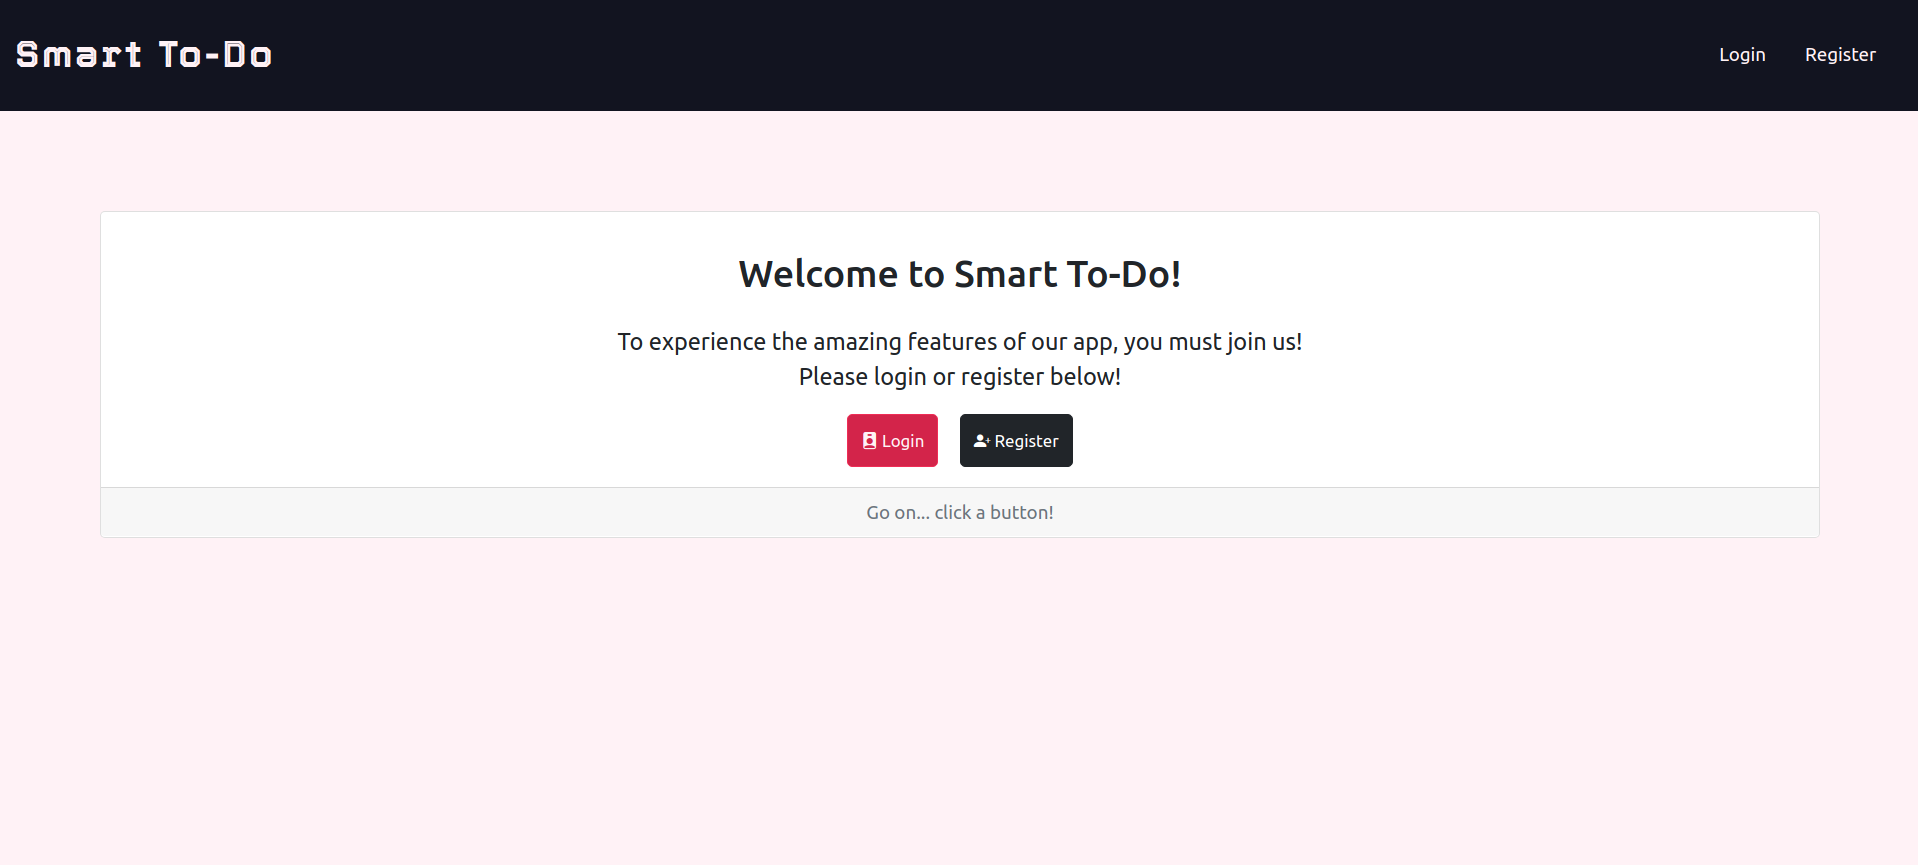 Smart To-Do
Login
Register
Welcome to Smart To-Do!
To experience the amazing features of our app, you must join us!
Please login or register below!
Login
Register
Go on... click a button!